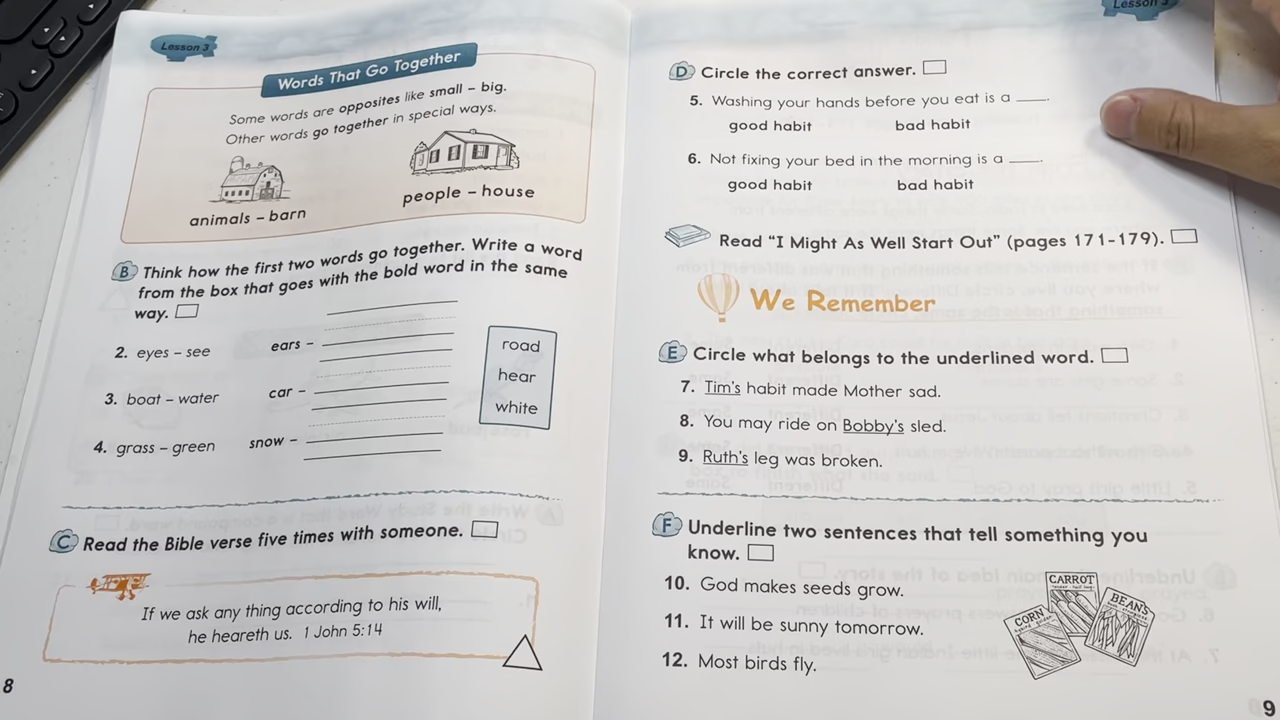 Lesson 3
Words That Go Together
Some words are opposites like small – big.
Other words go together in special ways.
animals – barn
people – house
B Think how the first two words go together. Write a word
from the box that goes with the bold word in the same
way.
2. eyes – see ears –
3. boat – water car –
4. grass – green snow –
road
hear
white
C Read the Bible verse five times with someone.
If we ask any thing according to his will,
he heareth us. 1 John 5:14
8
Lesson 3
D Circle the correct answer.
5. Washing your hands before you eat is a ____.
good habit bad habit
6. Not fixing your bed in the morning is a ____.
good habit bad habit
Read “I Might As Well Start Out” (pages 171-179).
We Remember
E Circle what belongs to the underlined word.
7. Tim's habit made Mother sad.
8. You may ride on Bobby's sled.
9. Ruth's leg was broken.
F Underline two sentences that tell something you
know.
10. God makes seeds grow.
11. It will be sunny tomorrow.
12. Most birds fly.
CORN
CARROT
BEANS
9